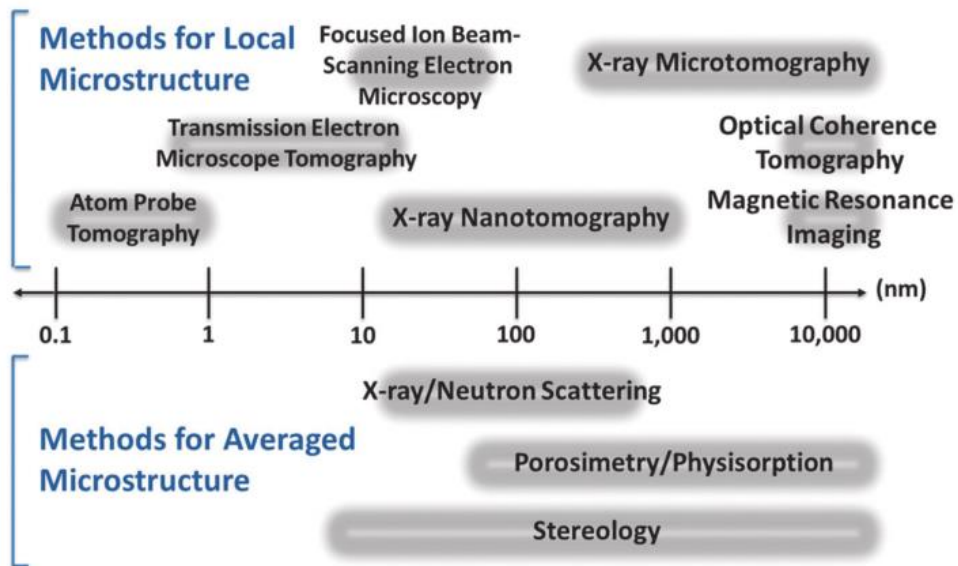 Methods for Local
Microstructure
Focused Ion Beam-
Scanning Electron
Microscopy
X-ray Microtomography
Transmission Electron
Microscope Tomography
Optical Coherence
Tomography
Atom Probe
Tomography
X-ray Nanotomography
Magnetic Resonance
Imaging
(nm)
0.1 1 10 100 1,000 10,000
X-ray/Neutron Scattering
Methods for Averaged
Microstructure
Porosimetry/Physisorption
Stereology